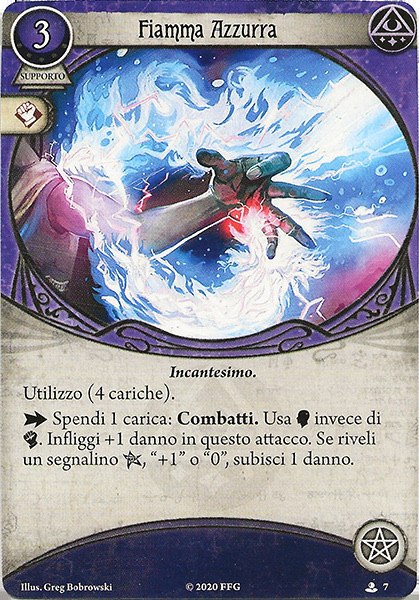 3
Fiamma Azzurra
SUPPORTO
Incantesimo.
Utilizzo (4 cariche).
Spendi 1 carica: Combatti. Usa invece di
. Infliggi +1 danno in questo attacco. Se riveli
un segnalino , “+1” o “0”, subisci 1 danno.
Illus. Greg Bobrowski
© 2020 FFG
7